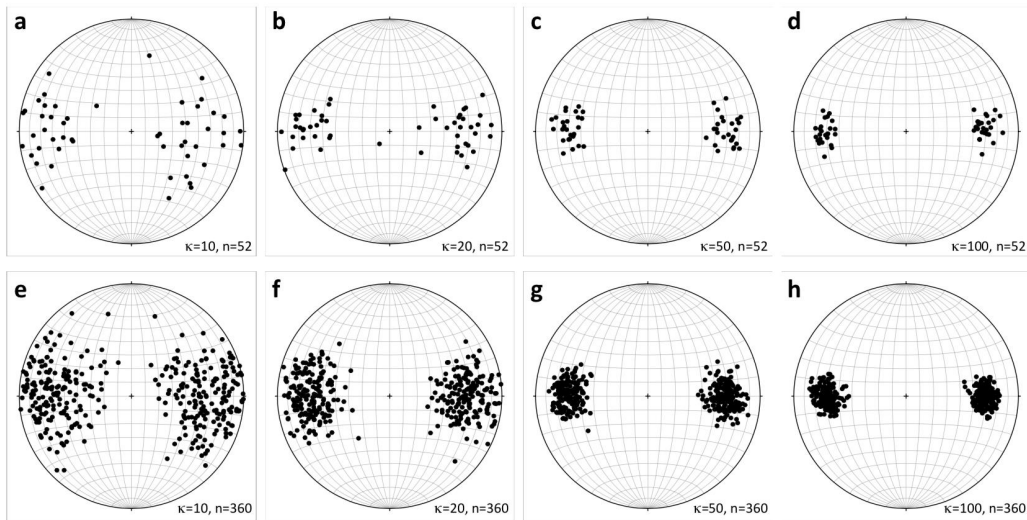 a
b
c
d
κ=10, n=52
κ=20, n=52
κ=50, n=52
κ=100, n=52
e
f
g
h
κ=10, n=360
κ=20, n=360
κ=50, n=360
κ=100, n=360